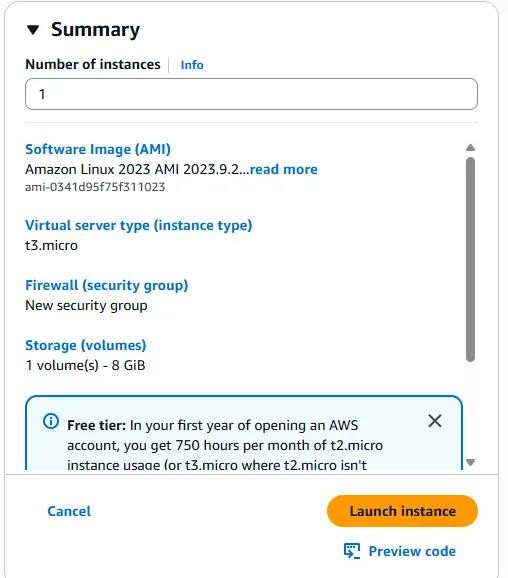 Summary
Number of instances Info
1
Software Image (AMI)
Amazon Linux 2023 AMI 2023.9.2...read more
ami-0341d95f75f311023
Virtual server type (instance type)
t3.micro
Firewall (security group)
New security group
Storage (volumes)
1 volume(s) - 8 GiB
Free tier: In your first year of opening an AWS
account, you get 750 hours per month of t2.micro
instance usage (or t3.micro where t2.micro isn't
Cancel
Launch instance
Preview code